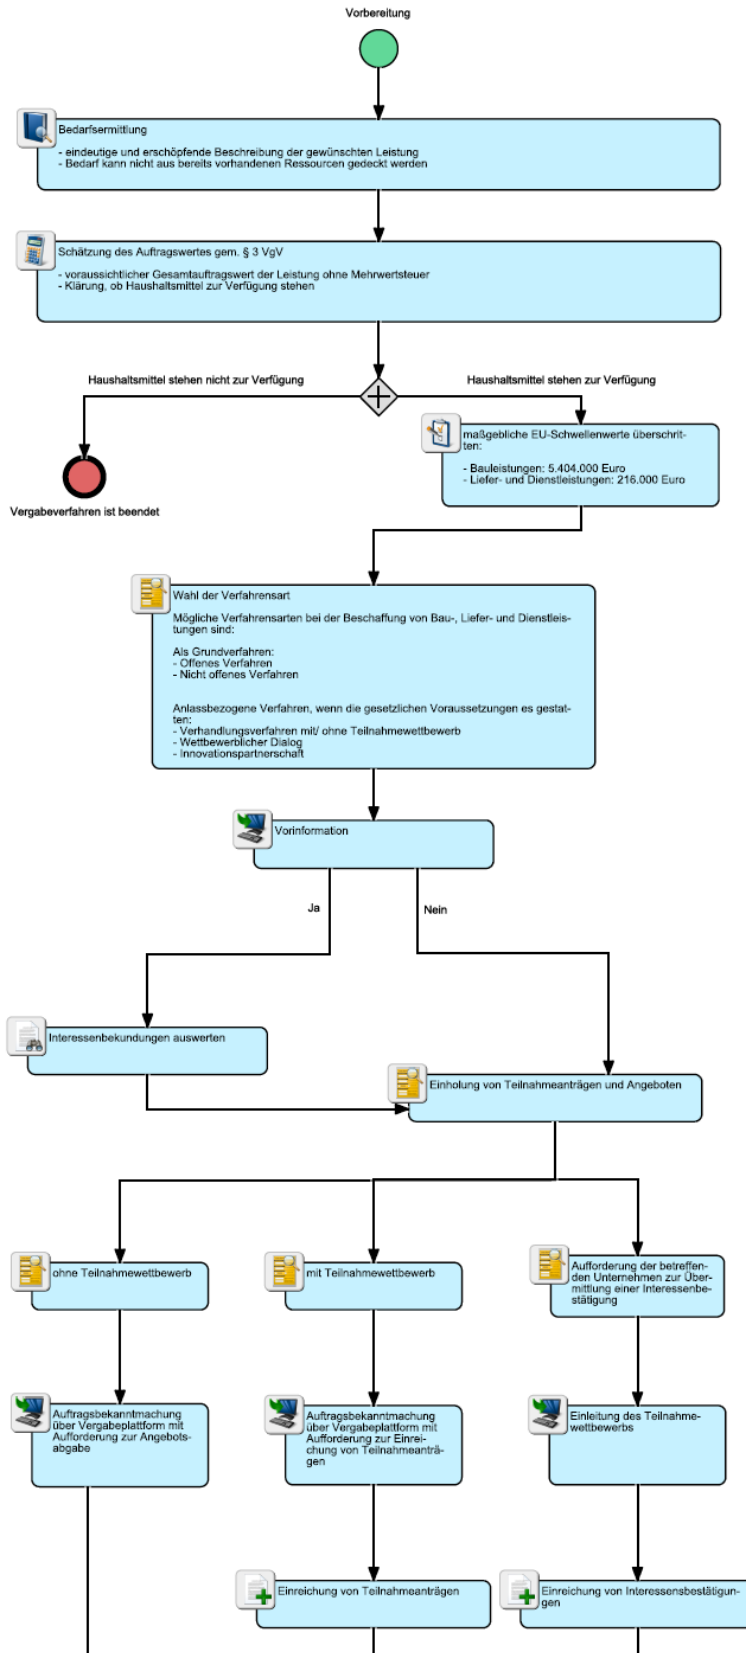 Vorbereitung
Bedarfsermittlung
- eindeutige und erschöpfende Beschreibung der gewünschten Leistung
- Bedarf kann nicht aus bereits vorhandenen Ressourcen gedeckt werden
Schätzung des Auftragswertes gem. § 3 VgV
- voraussichtlicher Gesamtauftragswert der Leistung ohne Mehrwertsteuer
- Klärung, ob Haushaltsmittel zur Verfügung stehen
Haushaltsmittel stehen nicht zur Verfügung
Haushaltsmittel stehen zur Verfügung
Vergabeverfahren ist beendet
maßgebliche EU-Schwellenwerte überschrit-
ten:
- Bauleistungen: 5.404.000 Euro
- Liefer- und Dienstleistungen: 216.000 Euro
Wahl der Verfahrensart
Mögliche Verfahrensarten bei der Beschaffung von Bau-, Liefer- und Dienstleis-
tungen sind:
Als Grundverfahren:
- Offenes Verfahren
- Nicht offenes Verfahren
Anlassbezogene Verfahren, wenn die gesetzlichen Voraussetzungen es gestat-
ten:
- Verhandlungsverfahren mit/ ohne Teilnahmewettbewerb
- Wettbewerblicher Dialog
- Innovationspartnerschaft
Vorinformation
Ja
Nein
Interessenbekundungen auswerten
Einholung von Teilnahmeanträgen und Angeboten
ohne Teilnahmewettbewerb
mit Teilnahmewettbewerb
Aufforderung der betreffen-
den Unternehmen zur Über-
mittlung einer Interessenbe-
stätigung
Auftragsbekanntmachung
über Vergabeplattform mit
Aufforderung zur Angebots-
abgabe
Auftragsbekanntmachung
über Vergabeplattform mit
Aufforderung zur Einrei-
chung von Teilnahmeanträ-
gen
Einleitung des Teilnahme-
wettbewerbs
Einreichung von Teilnahmeanträgen
Einreichung von Interessensbestätigun-
gen